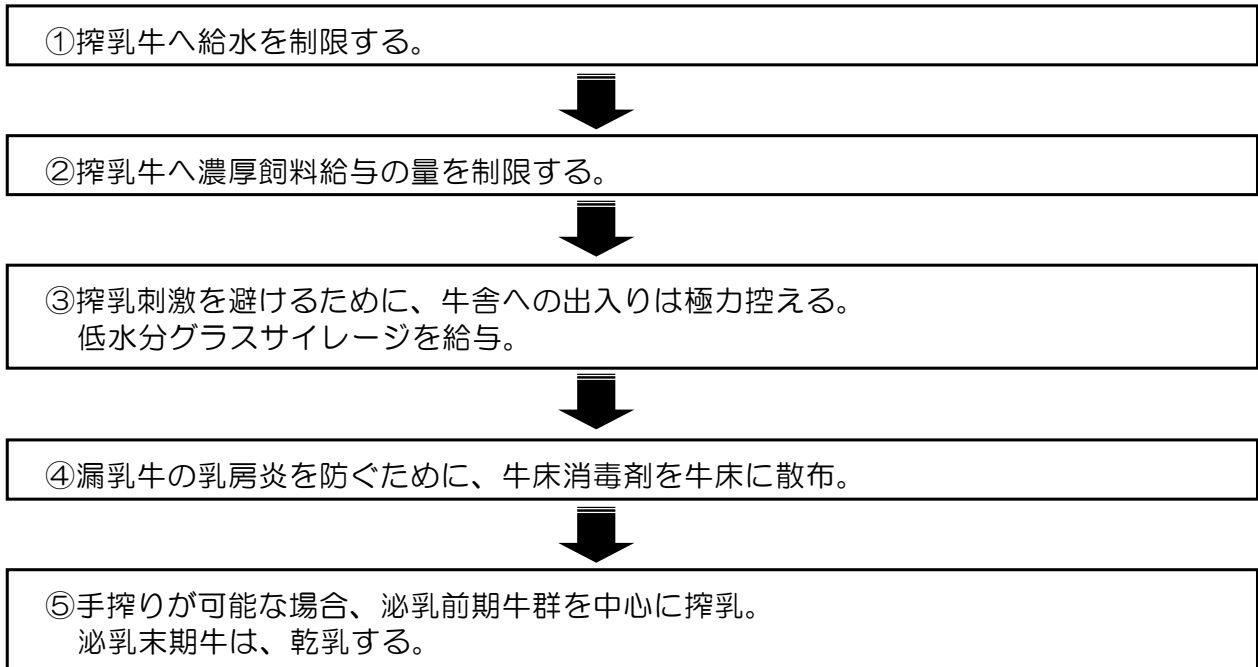 ①搾乳牛へ給水を制限する。
②搾乳牛へ濃厚飼料給与の量を制限する。
③搾乳刺激を避けるために、牛舎への出入りは極力控える。
低水分グラスサイレージを給与。
④漏乳牛の乳房炎を防ぐために、牛床消毒剤を牛床に散布。
⑤手搾りが可能な場合、泌乳前期牛群を中心に搾乳。
泌乳末期牛は、乾乳する。